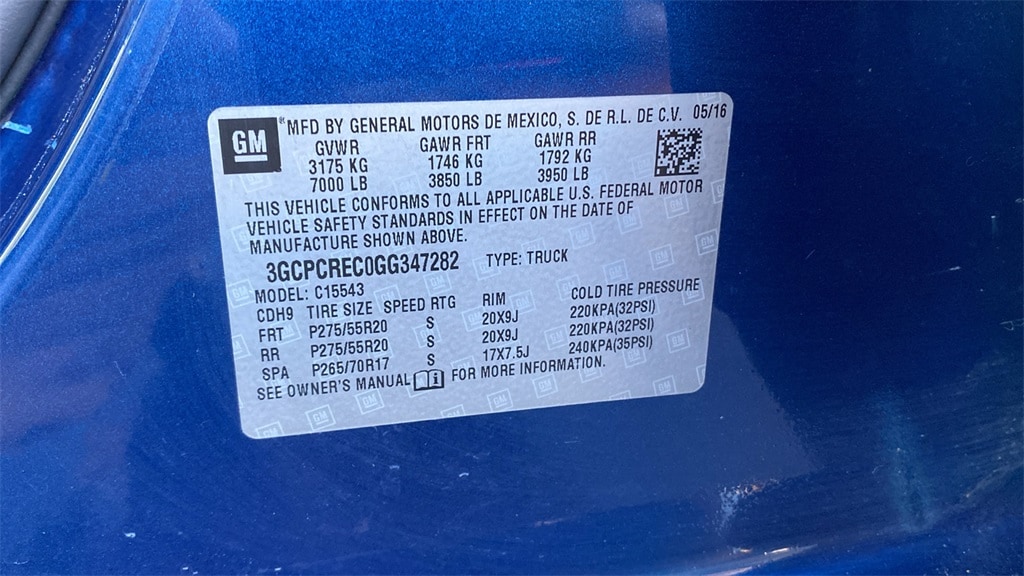 GM ® MFD BY GENERAL MOTORS DE MEXICO, S. DE R.L. DE C.V. 05/16
GVWR GAWR FRT GAWR RR
3175 KG 1746 KG 1792 KG
7000 LB 3850 LB 3950 LB
THIS VEHICLE CONFORMS TO ALL APPLICABLE U.S. FEDERAL MOTOR
VEHICLE SAFETY STANDARDS IN EFFECT ON THE DATE OF
MANUFACTURE SHOWN ABOVE.
3GCPCREC0GG347282 TYPE: TRUCK
MODEL: C15543
CDH9 TIRE SIZE SPEED RTG RIM COLD TIRE PRESSURE
FRT P275/55R20 S 20X9J 220KPA(32PSI)
RR P275/55R20 S 20X9J 220KPA(32PSI)
SPA P265/70R17 S 17X7.5J 240KPA(35PSI)
SEE OWNER'S MANUAL i FOR MORE INFORMATION.